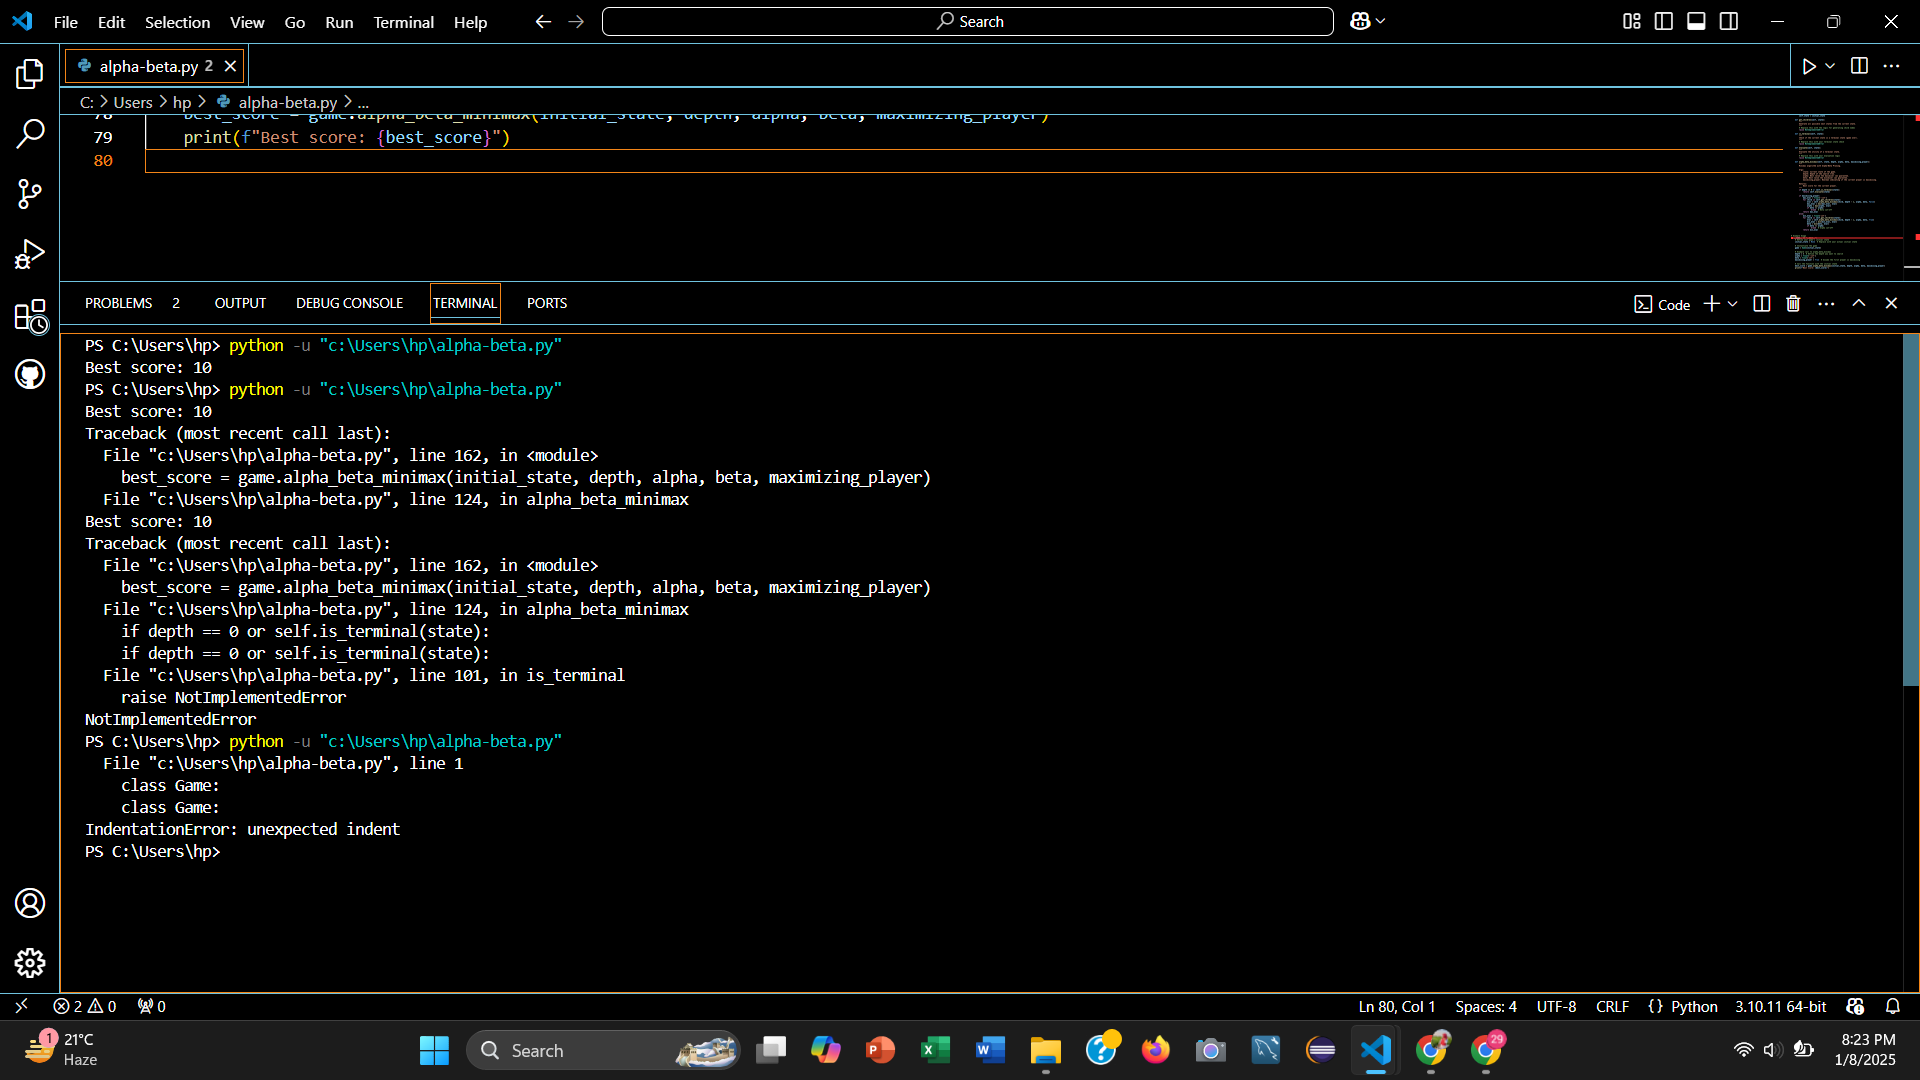 File Edit Selection View Go Run Terminal Help Search
alpha-beta.py 2
C: > Users > hp > alpha-beta.py > ...
78 best_score = game.alpha_beta_minimax(initial_state, depth, alpha, beta, maximizing_player)
79 print(f"Best score: {best_score}")
80
PROBLEMS 2 OUTPUT DEBUG CONSOLE TERMINAL PORTS Code
PS C:\Users\hp> python -u "c:\Users\hp\alpha-beta.py"
Best score: 10
PS C:\Users\hp> python -u "c:\Users\hp\alpha-beta.py"
Best score: 10
Traceback (most recent call last):
File "c:\Users\hp\alpha-beta.py", line 162, in <module>
best_score = game.alpha_beta_minimax(initial_state, depth, alpha, beta, maximizing_player)
File "c:\Users\hp\alpha-beta.py", line 124, in alpha_beta_minimax
Best score: 10
Traceback (most recent call last):
File "c:\Users\hp\alpha-beta.py", line 162, in <module>
best_score = game.alpha_beta_minimax(initial_state, depth, alpha, beta, maximizing_player)
File "c:\Users\hp\alpha-beta.py", line 124, in alpha_beta_minimax
if depth == 0 or self.is_terminal(state):
if depth == 0 or self.is_terminal(state):
File "c:\Users\hp\alpha-beta.py", line 101, in is_terminal
raise NotImplementedError
NotImplementedError
PS C:\Users\hp> python -u "c:\Users\hp\alpha-beta.py"
File "c:\Users\hp\alpha-beta.py", line 1
class Game:
class Game:
IndentationError: unexpected indent
PS C:\Users\hp>
2 0 0 Ln 80, Col 1 Spaces: 4 UTF-8 CRLF {} Python 3.10.11 64-bit
1 21°C
Haze
Search
29
8:23 PM
1/8/2025